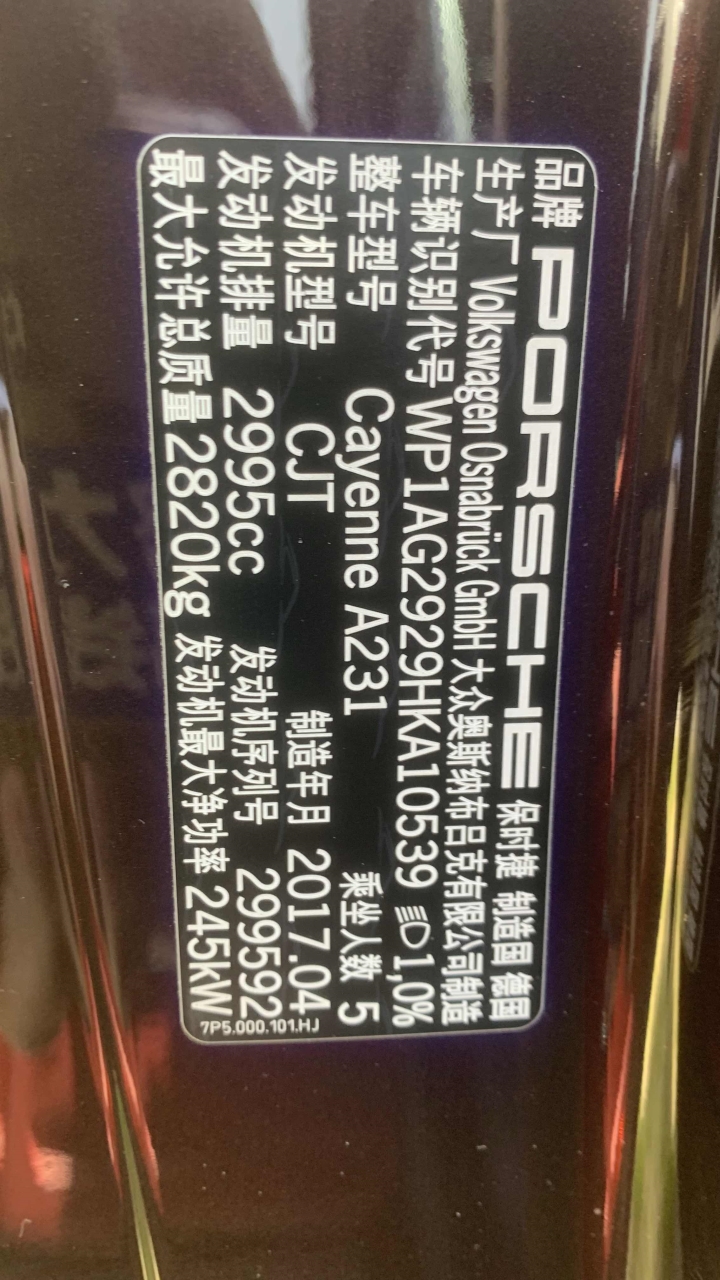 品牌 PORSCHE 保时捷 制造国 德国
生产厂 Volkswagen Osnabrück GmbH 大众奥斯纳布吕克有限公司制造
车辆识别代号 WP1AG2929HKA10539 1,0%
整车型号 Cayenne A231 乘坐人数 5
发动机型号 CJT 制造年月 2017.04
发动机排量 2995cc 发动机序列号 299592
最大允许总质量 2820kg 发动机最大净功率 245kW
7P5.000.101.HJ